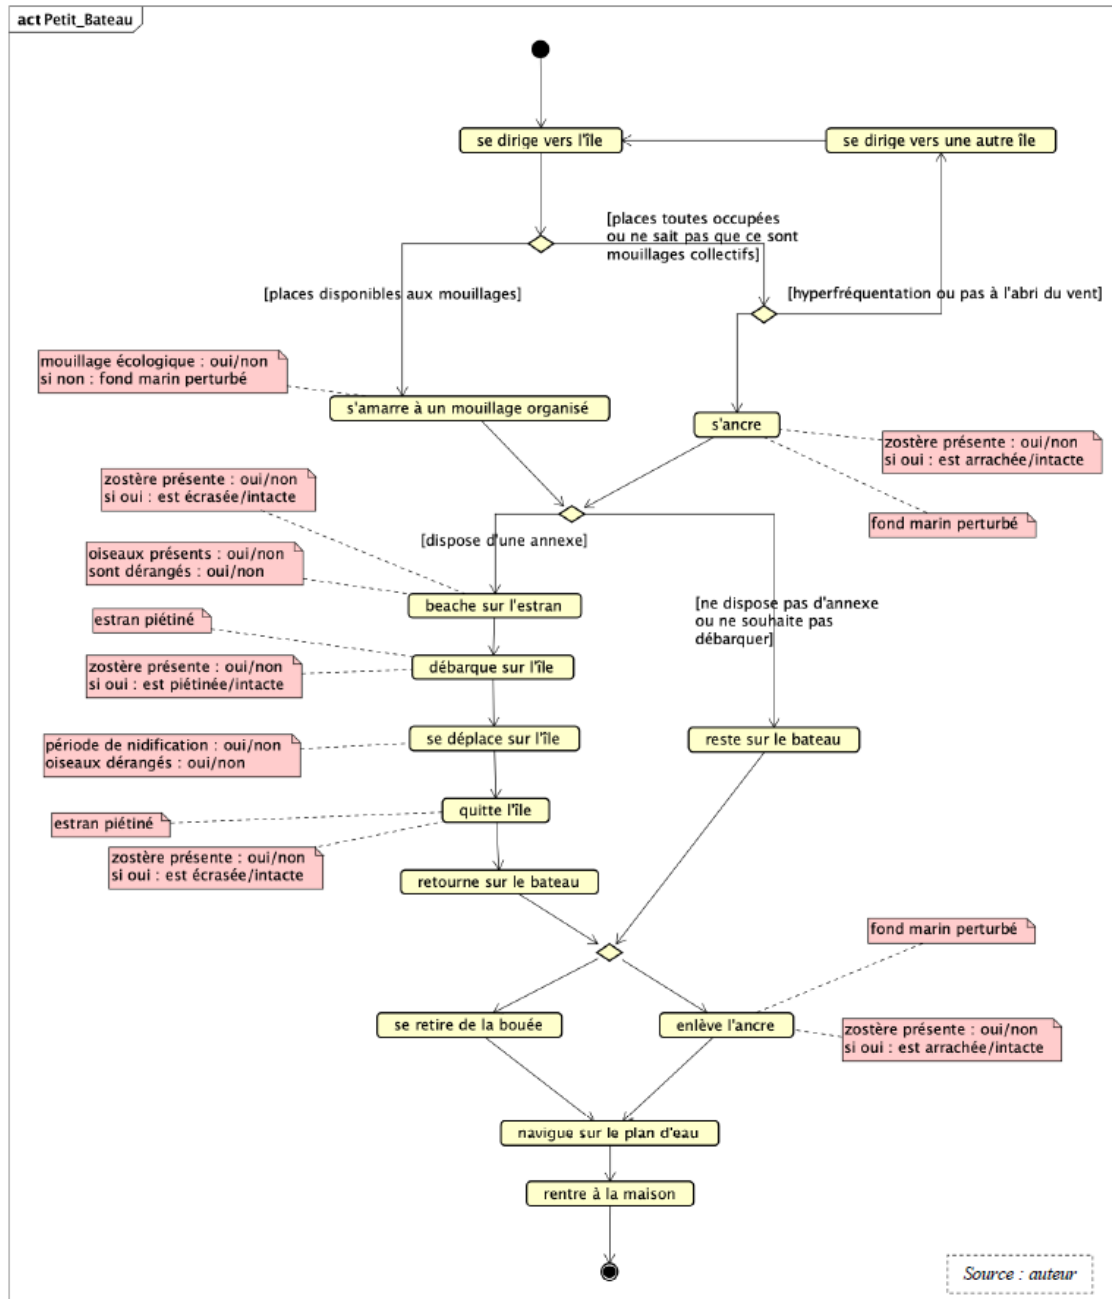 act Petit_Bateau
se dirige vers l'île
se dirige vers une autre île
[places toutes occupées
ou ne sait pas que ce sont
mouillages collectifs]
[places disponibles aux mouillages]
[hyperfréquentation ou pas à l'abri du vent]
mouillage écologique : oui/non
si non : fond marin perturbé
s'amarre à un mouillage organisé
s'ancre
zostère présente : oui/non
si oui : est arrachée/intacte
fond marin perturbé
zostère présente : oui/non
si oui : est écrasée/intacte
[dispose d'une annexe]
oiseaux présents : oui/non
sont dérangés : oui/non
beache sur l'estran
[ne dispose pas d'annexe
ou ne souhaite pas
débarquer]
estran piétiné
débarque sur l'île
zostère présente : oui/non
si oui : est piétinée/intacte
période de nidification : oui/non
oiseaux dérangés : oui/non
se déplace sur l'île
reste sur le bateau
quitte l'île
estran piétiné
zostère présente : oui/non
si oui : est écrasée/intacte
retourne sur le bateau
fond marin perturbé
se retire de la bouée
enlève l'ancre
zostère présente : oui/non
si oui : est arrachée/intacte
navigue sur le plan d'eau
rentre à la maison
Source : auteur